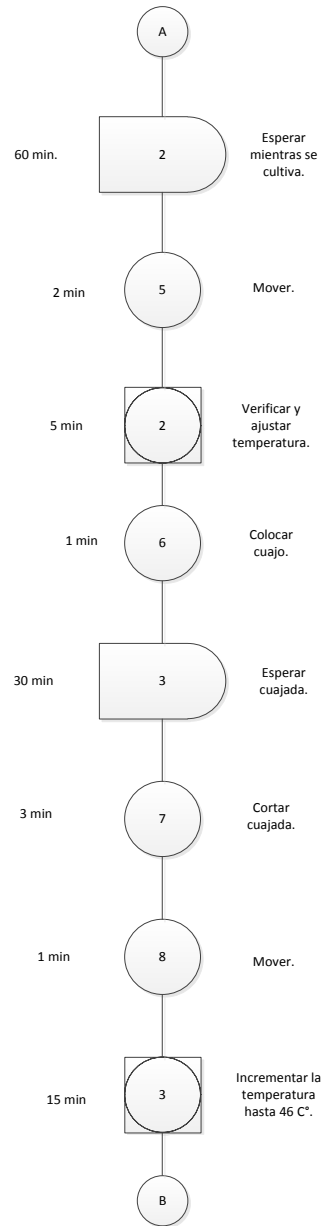 A
60 min.
2
Esperar
mientras se
cultiva.
2 min
5
Mover.
5 min
2
Verificar y
ajustar
temperatura.
1 min
6
Colocar
cuajo.
30 min
3
Esperar
cuajada.
3 min
7
Cortar
cuajada.
1 min
8
Mover.
15 min
3
Incrementar la
temperatura
hasta 46 C°.
B